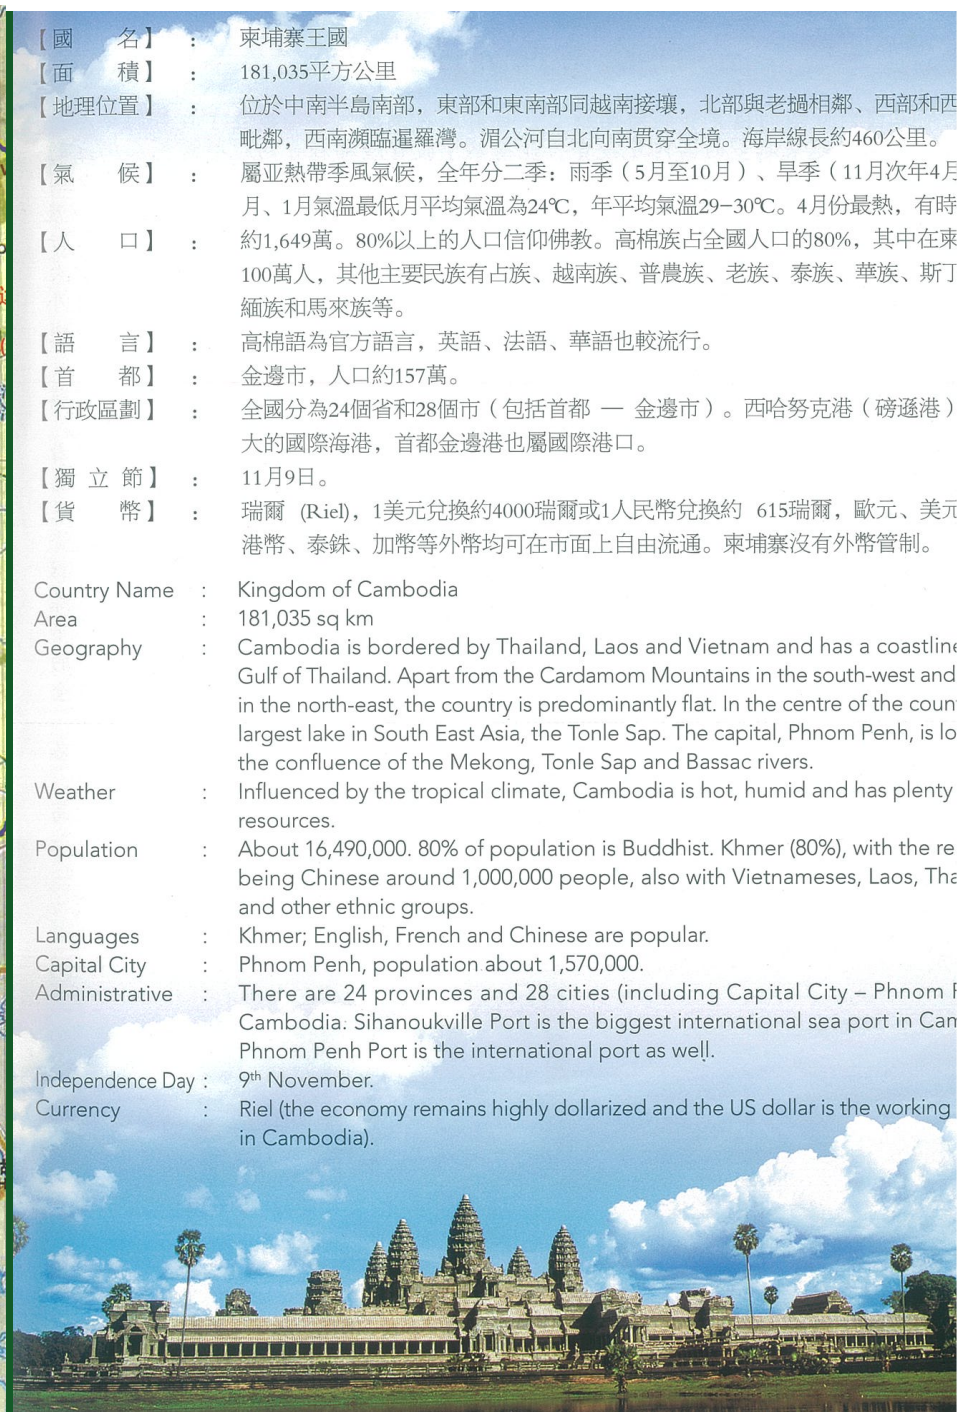 【國 名】 : 柬埔寨王國
【面 積】 : 181,035平方公里
【地理位置】 : 位於中南半島南部，東部和東南部同越南接壤，北部與老撾相鄰、西部和西
毗鄰，西南瀕臨暹羅灣。湄公河自北向南贯穿全境。海岸線長約460公里。
【氣 候】 : 屬亚熱帶季風氣候，全年分二季：雨季（5月至10月）、旱季（11月次年4月
月、1月氣溫最低月平均氣溫為24℃，年平均氣溫29–30℃。4月份最熱，有時
【人 口】 : 約1,649萬。80%以上的人口信仰佛教。高棉族占全國人口的80%，其中在柬
100萬人，其他主要民族有占族、越南族、普農族、老族、泰族、華族、斯丁
緬族和馬來族等。
【語 言】 : 高棉語為官方語言，英語、法語、華語也較流行。
【首 都】 : 金邊市，人口約157萬。
【行政區劃】 : 全國分為24個省和28個市（包括首都 — 金邊市）。西哈努克港（磅遜港）
大的國際海港，首都金邊港也屬國際港口。
【獨 立 節】 : 11月9日。
【貨 幣】 : 瑞爾 (Riel)，1美元兌換約4000瑞爾或1人民幣兌換約 615瑞爾，歐元、美元
港幣、泰銖、加幣等外幣均可在市面上自由流通。柬埔寨沒有外幣管制。
Country Name : Kingdom of Cambodia
Area : 181,035 sq km
Geography : Cambodia is bordered by Thailand, Laos and Vietnam and has a coastline
Gulf of Thailand. Apart from the Cardamom Mountains in the south-west and
in the north-east, the country is predominantly flat. In the centre of the coun
largest lake in South East Asia, the Tonle Sap. The capital, Phnom Penh, is lo
the confluence of the Mekong, Tonle Sap and Bassac rivers.
Weather : Influenced by the tropical climate, Cambodia is hot, humid and has plenty
resources.
Population : About 16,490,000. 80% of population is Buddhist. Khmer (80%), with the re
being Chinese around 1,000,000 people, also with Vietnameses, Laos, Tha
and other ethnic groups.
Languages : Khmer; English, French and Chinese are popular.
Capital City : Phnom Penh, population about 1,570,000.
Administrative : There are 24 provinces and 28 cities (including Capital City – Phnom P
Cambodia. Sihanoukville Port is the biggest international sea port in Cam
Phnom Penh Port is the international port as well.
Independence Day : 9th November.
Currency : Riel (the economy remains highly dollarized and the US dollar is the working
in Cambodia).